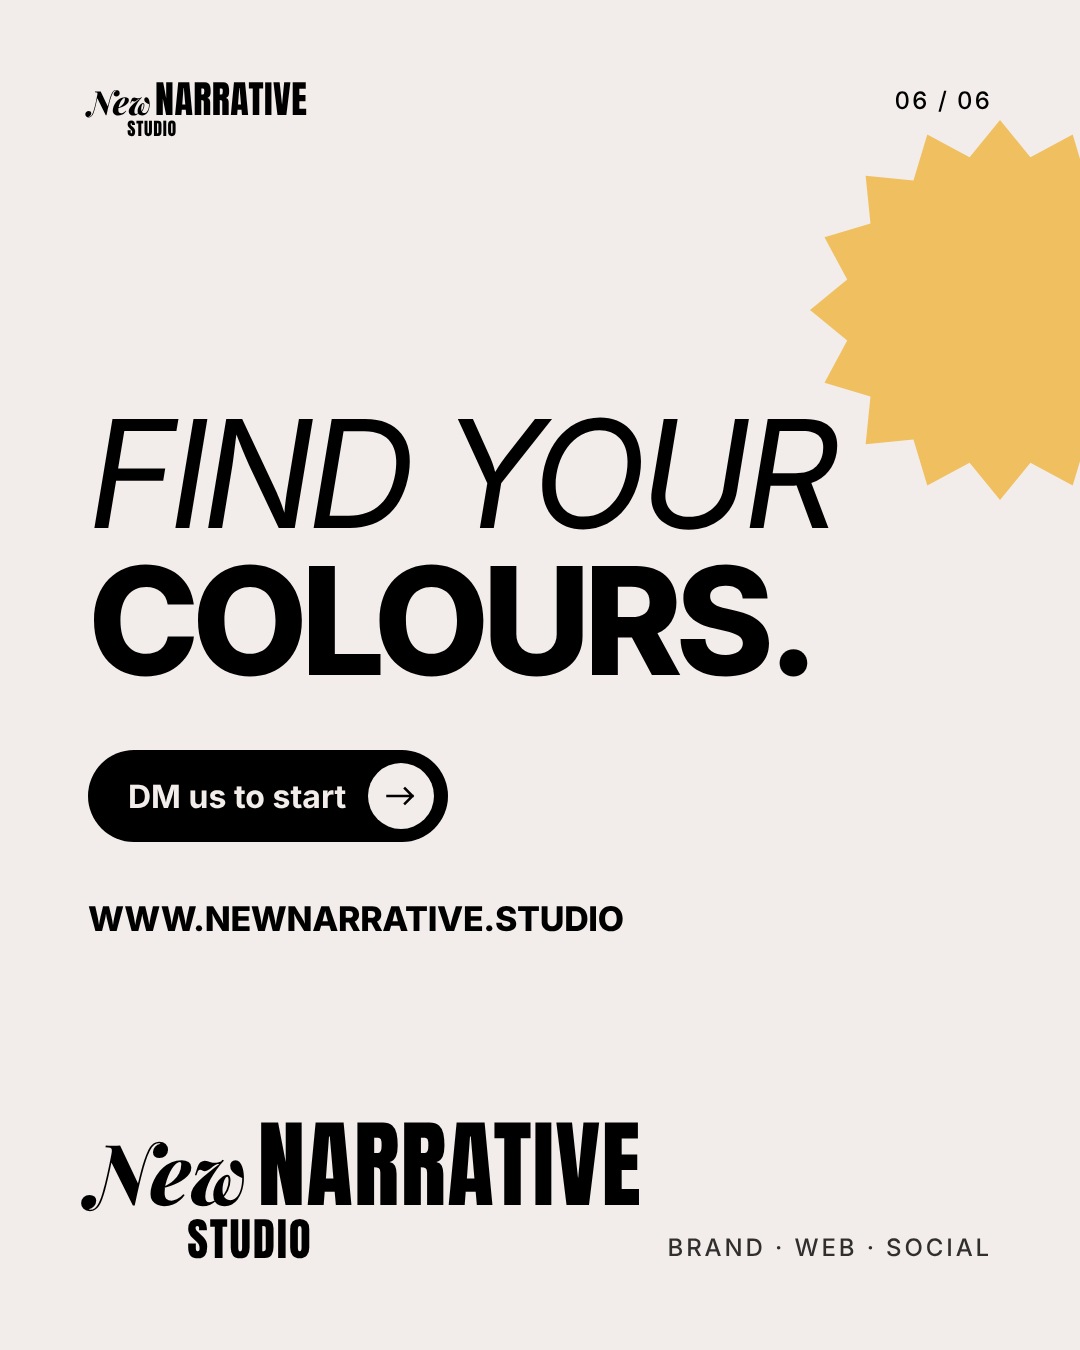 New NARRATIVE
STUDIO
06 / 06
FIND YOUR
COLOURS.
DM us to start →
WWW.NEWNARRATIVE.STUDIO
New NARRATIVE
STUDIO
BRAND · WEB · SOCIAL